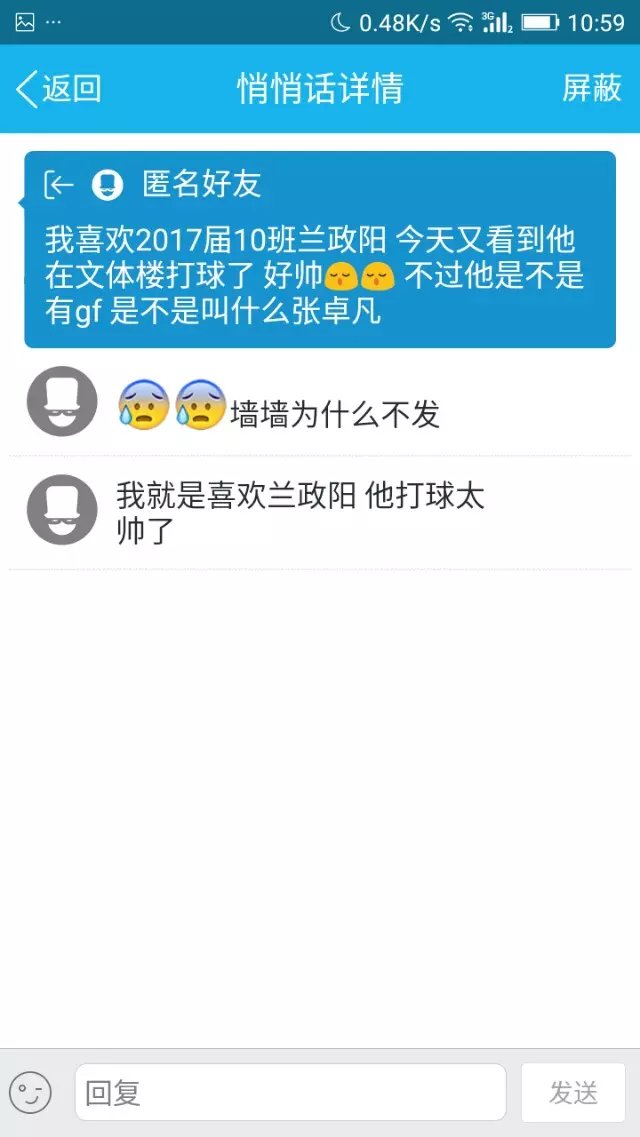 0.48K/s 3G 2 10:59
返回 悄悄话详情 屏蔽
匿名好友
我喜欢2017届10班兰政阳 今天又看到他
在文体楼打球了 好帅😌😌 不过他是不是
有gf 是不是叫什么张卓凡
😰😰墙墙为什么不发
我就是喜欢兰政阳 他打球太
帅了
回复 发送